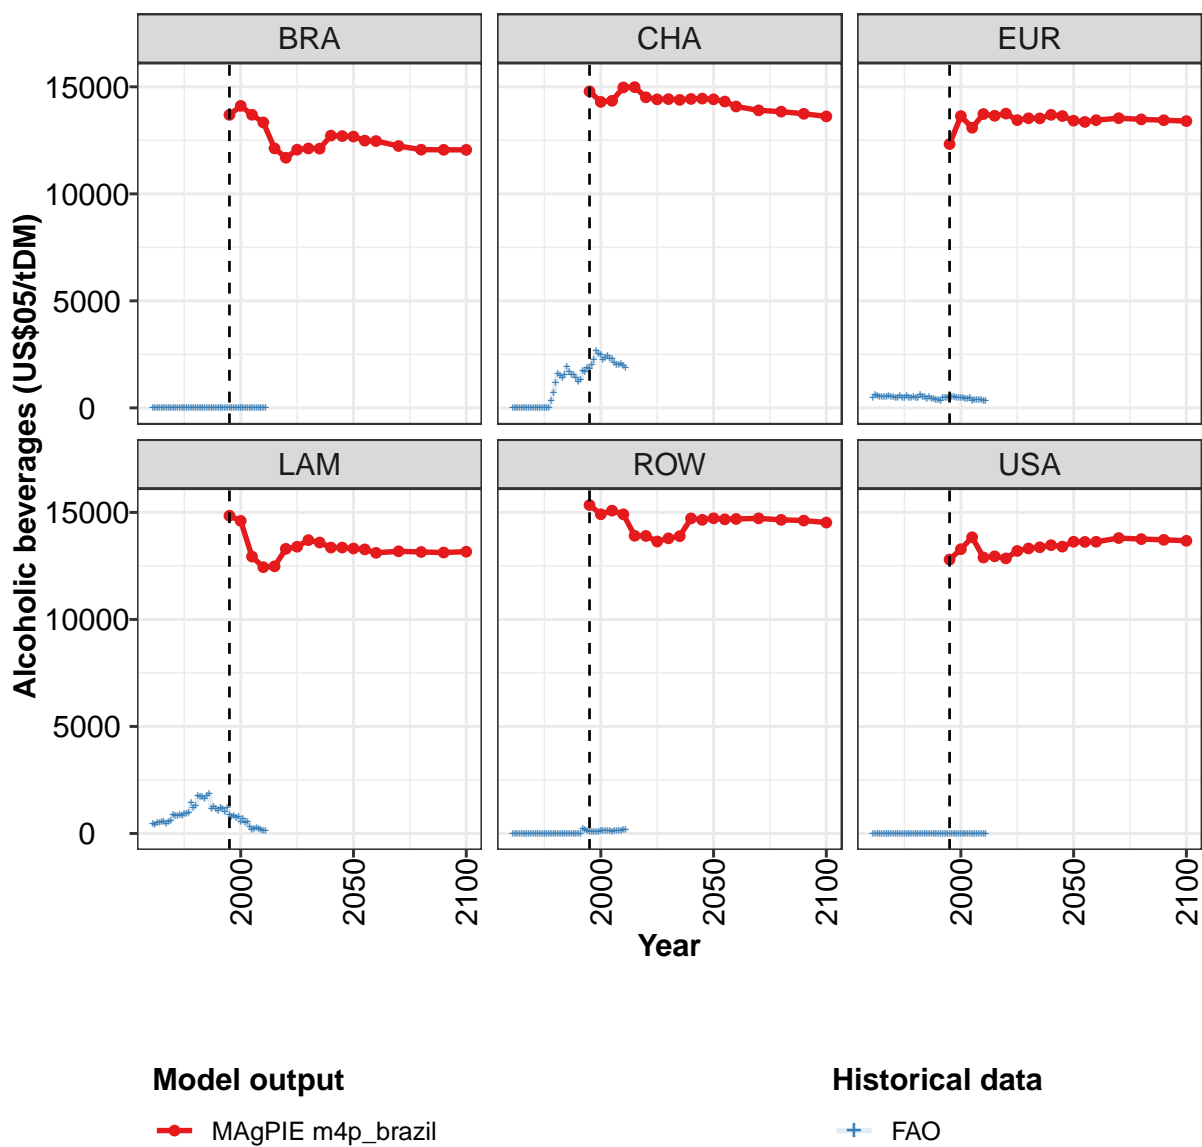 BRA CHA EUR
15000
10000
5000
0
Alcoholic beverages (US$05/tDM)
LAM ROW USA
15000
10000
5000
0
2000 2050 2100 2000 2050 2100 2000 2050 2100
Year
Model output Historical data
MAgPIE m4p_brazil FAO